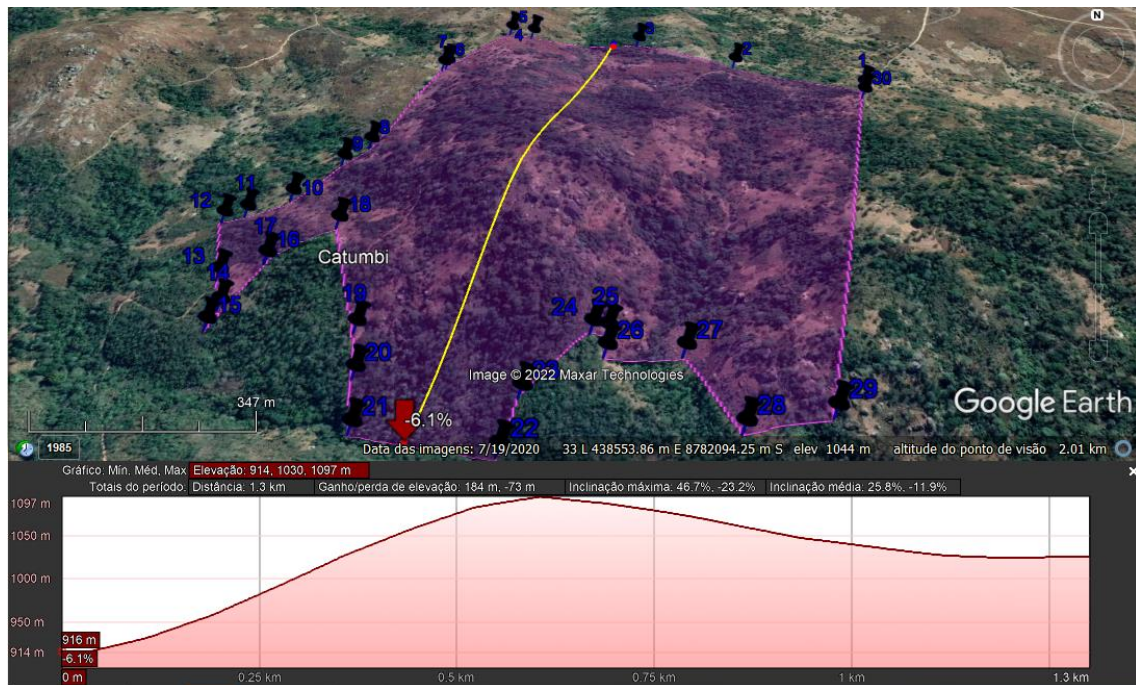 5
4
3
2
1
30
7
6
8
9
10
11
12
18
17
16
13
14
15
Catumbi
19
20
21
24
25
26
27
23
22
28
29
N
Image © 2022 Maxar Technologies
347 m
-6.1%
Google Earth
1985
Data das imagens: 7/19/2020 33 L 438553.86 m E 8782094.25 m S elev 1044 m altitude do ponto de visão 2.01 km
Gráfico: Mín, Méd, Max Elevação: 914, 1030, 1097 m
Totais do período: Distância: 1.3 km Ganho/perda de elevação: 184 m, -73 m Inclinação máxima: 46.7%, -23.2% Inclinação média: 25.8%, -11.9%
1097 m
1050 m
1000 m
950 m
916 m
914 m
-6.1%
0 m 0.25 km 0.5 km 0.75 km 1 km 1.3 km